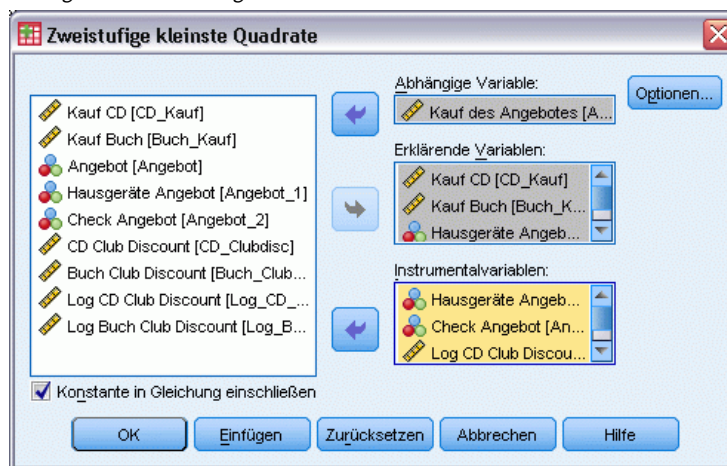 Zweistufige kleinste Quadrate
Kauf CD [CD_Kauf]
Kauf Buch [Buch_Kauf]
Angebot [Angebot]
Hausgeräte Angebot [Angebot_1]
Check Angebot [Angebot_2]
CD Club Discount [CD_Clubdisc]
Buch Club Discount [Buch_Club...
Log CD Club Discount [Log_CD_...
Log Buch Club Discount [Log_B...
Abhängige Variable:
Kauf des Angebotes [A...
Optionen...
Erklärende Variablen:
Kauf CD [CD_Kauf]
Kauf Buch [Buch_K...
Hausgeräte Angeb...
Instrumentalvariablen:
Hausgeräte Angeb...
Check Angebot [An...
Log CD Club Discou...
Konstante in Gleichung einschließen
OK
Einfügen
Zurücksetzen
Abbrechen
Hilfe